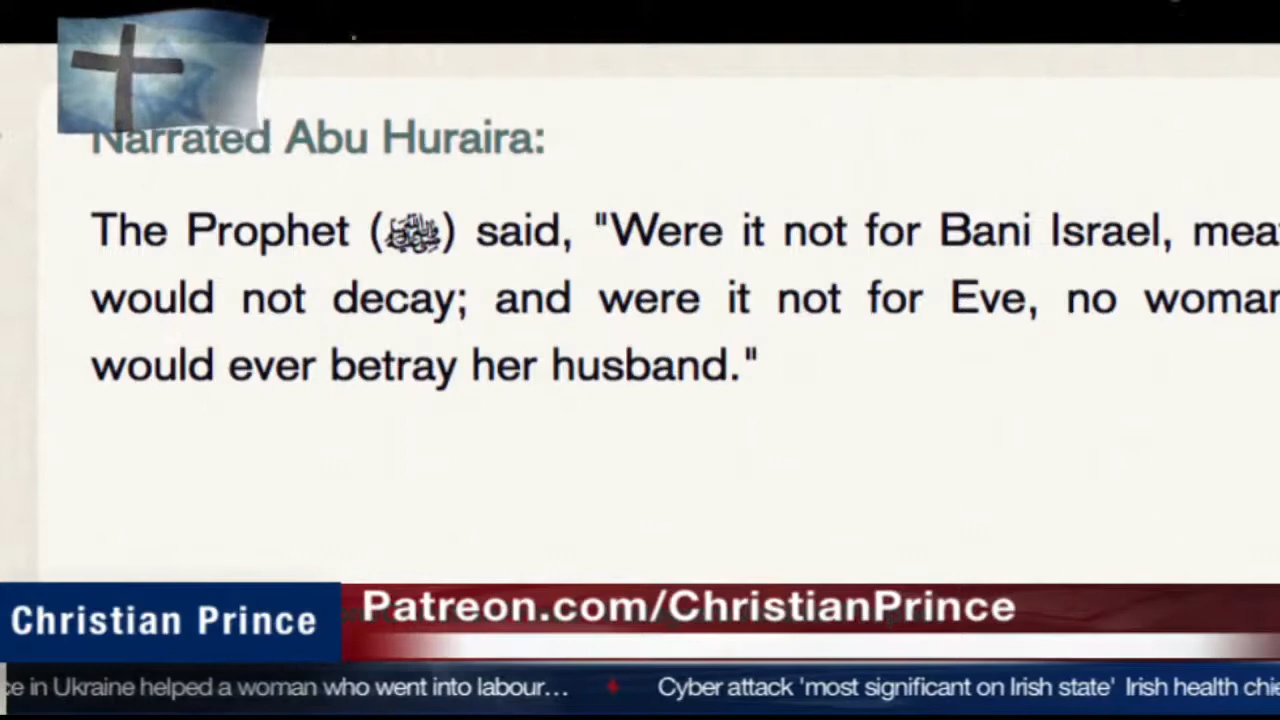 Narrated Abu Huraira:
The Prophet (ﷺ) said, "Were it not for Bani Israel, mea
would not decay; and were it not for Eve, no woman
would ever betray her husband."
Christian Prince
Patreon.com/ChristianPrince
ce in Ukraine helped a woman who went into labour... Cyber attack 'most significant on Irish state' Irish health chie